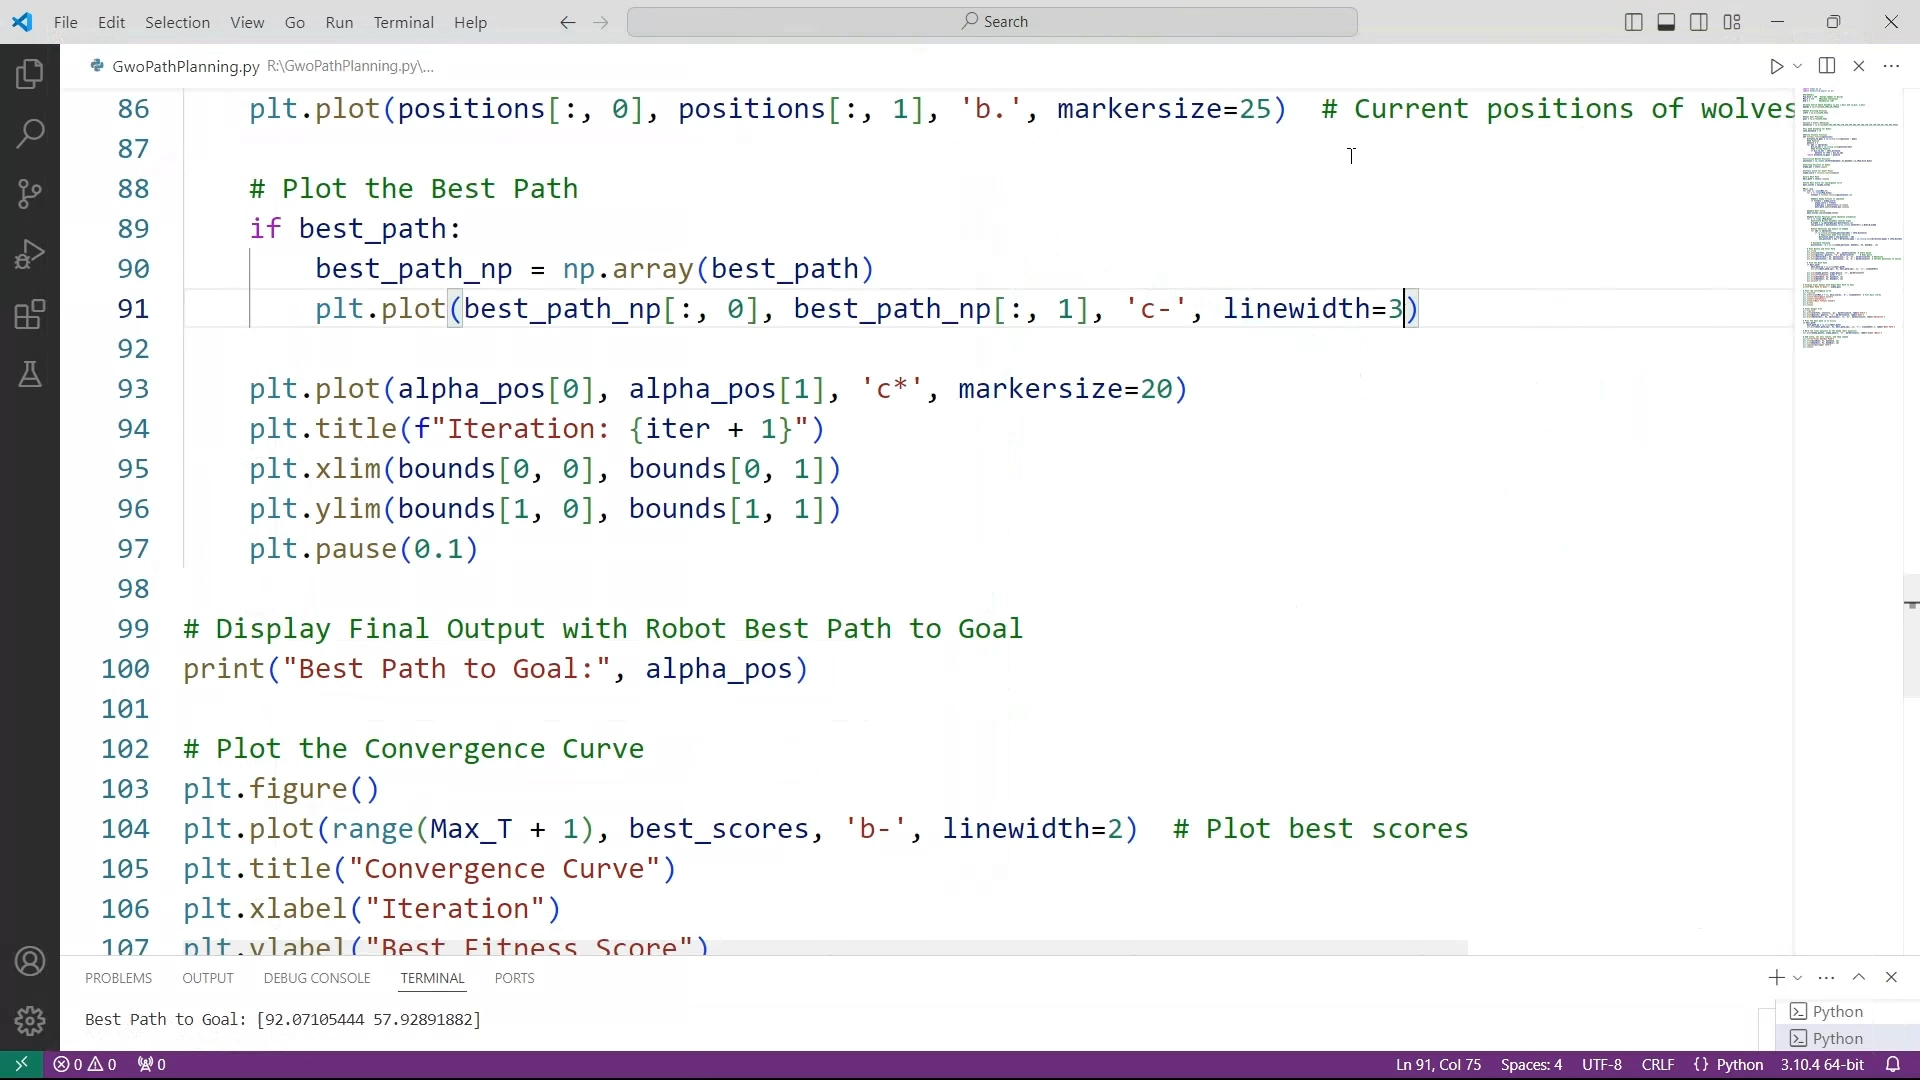 File Edit Selection View Go Run Terminal Help Search
GwoPathPlanning.py R:\GwoPathPlanning.py\...
86 plt.plot(positions[:, 0], positions[:, 1], 'b.', markersize=25) # Current positions of wolves
87
88 # Plot the Best Path
89 if best_path:
90 best_path_np = np.array(best_path)
91 plt.plot(best_path_np[:, 0], best_path_np[:, 1], 'c-', linewidth=3)
92
93 plt.plot(alpha_pos[0], alpha_pos[1], 'c*', markersize=20)
94 plt.title(f"Iteration: {iter + 1}")
95 plt.xlim(bounds[0, 0], bounds[0, 1])
96 plt.ylim(bounds[1, 0], bounds[1, 1])
97 plt.pause(0.1)
98
99 # Display Final Output with Robot Best Path to Goal
100 print("Best Path to Goal:", alpha_pos)
101
102 # Plot the Convergence Curve
103 plt.figure()
104 plt.plot(range(Max_T + 1), best_scores, 'b-', linewidth=2) # Plot best scores
105 plt.title("Convergence Curve")
106 plt.xlabel("Iteration")
107 plt.ylabel("Best Fitness Score")
PROBLEMS OUTPUT DEBUG CONSOLE TERMINAL PORTS
Best Path to Goal: [92.07105444 57.92891882]
Python
Python
0 0 0 Ln 91, Col 75 Spaces: 4 UTF-8 CRLF {} Python 3.10.4 64-bit